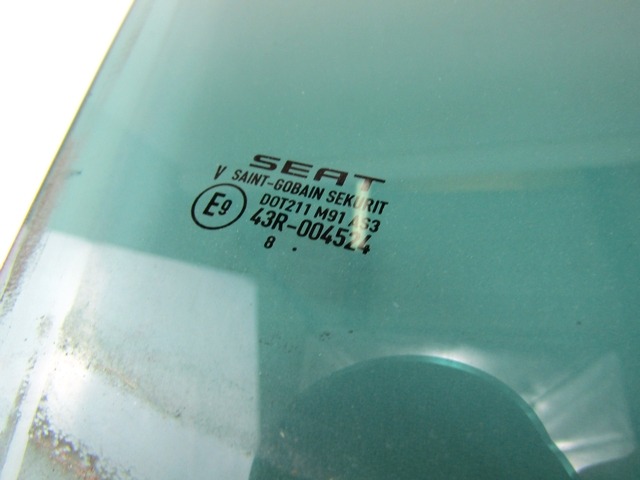 SEAT
V SAINT-GOBAIN SEKURIT
E9 DOT211 M91 AS3
43R-004524
8 .